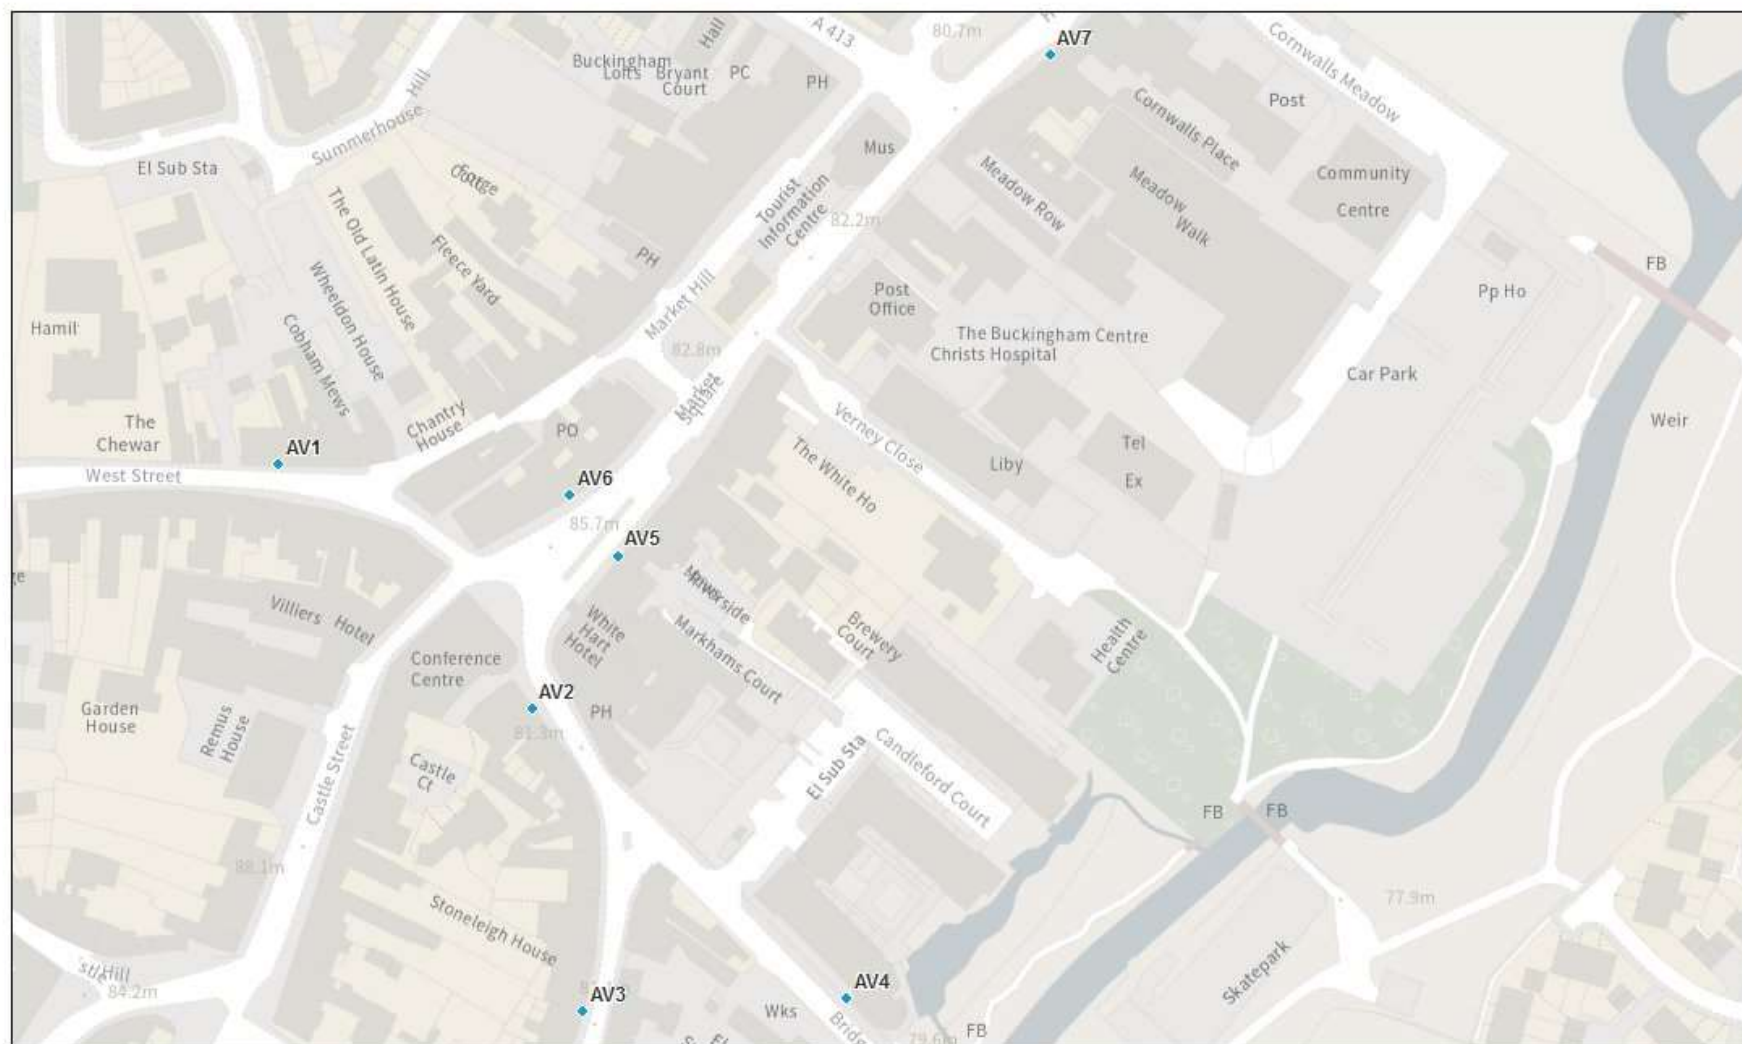 A 413
80.7m
AV7
Hall
Buckingham
Lofts
Bryant
Court
PC
PH
Cornwalls Meadow
Hill
Summerhouse
El Sub Sta
Mus
Cornwalls Place
Post
Community
Centre
Forge
Tourist
Information
Centre
82.2m
Meadow Row
Meadow
Walk
The Old Latin House
Fleece Yard
PH
FB
Wheeldon House
Cobham Mews
Market Hill
Post
Office
Pp Ho
Hamil
The Buckingham Centre
Christs Hospital
82.8m
Car Park
Market
Square
The
Chewar
Chantry
House
PO
Verney Close
Weir
AV1
West Street
Liby
Tel
Ex
The White Ho
AV6
85.7m
AV5
ge
Villiers
Hotel
White
Hart
Hotel
Riverside
Mews
Markhams Court
Brewery
Court
Health
Centre
Conference
Centre
AV2
PH
81.3m
Garden
House
Remus
House
Castle Street
Castle
Ct
El Sub Sta
Candleford Court
FB
FB
88.1m
Stoneleigh House
77.9m
Skatepark
Hill
84.2m
AV3
AV4
Wks
Bridg
79.6m
FB